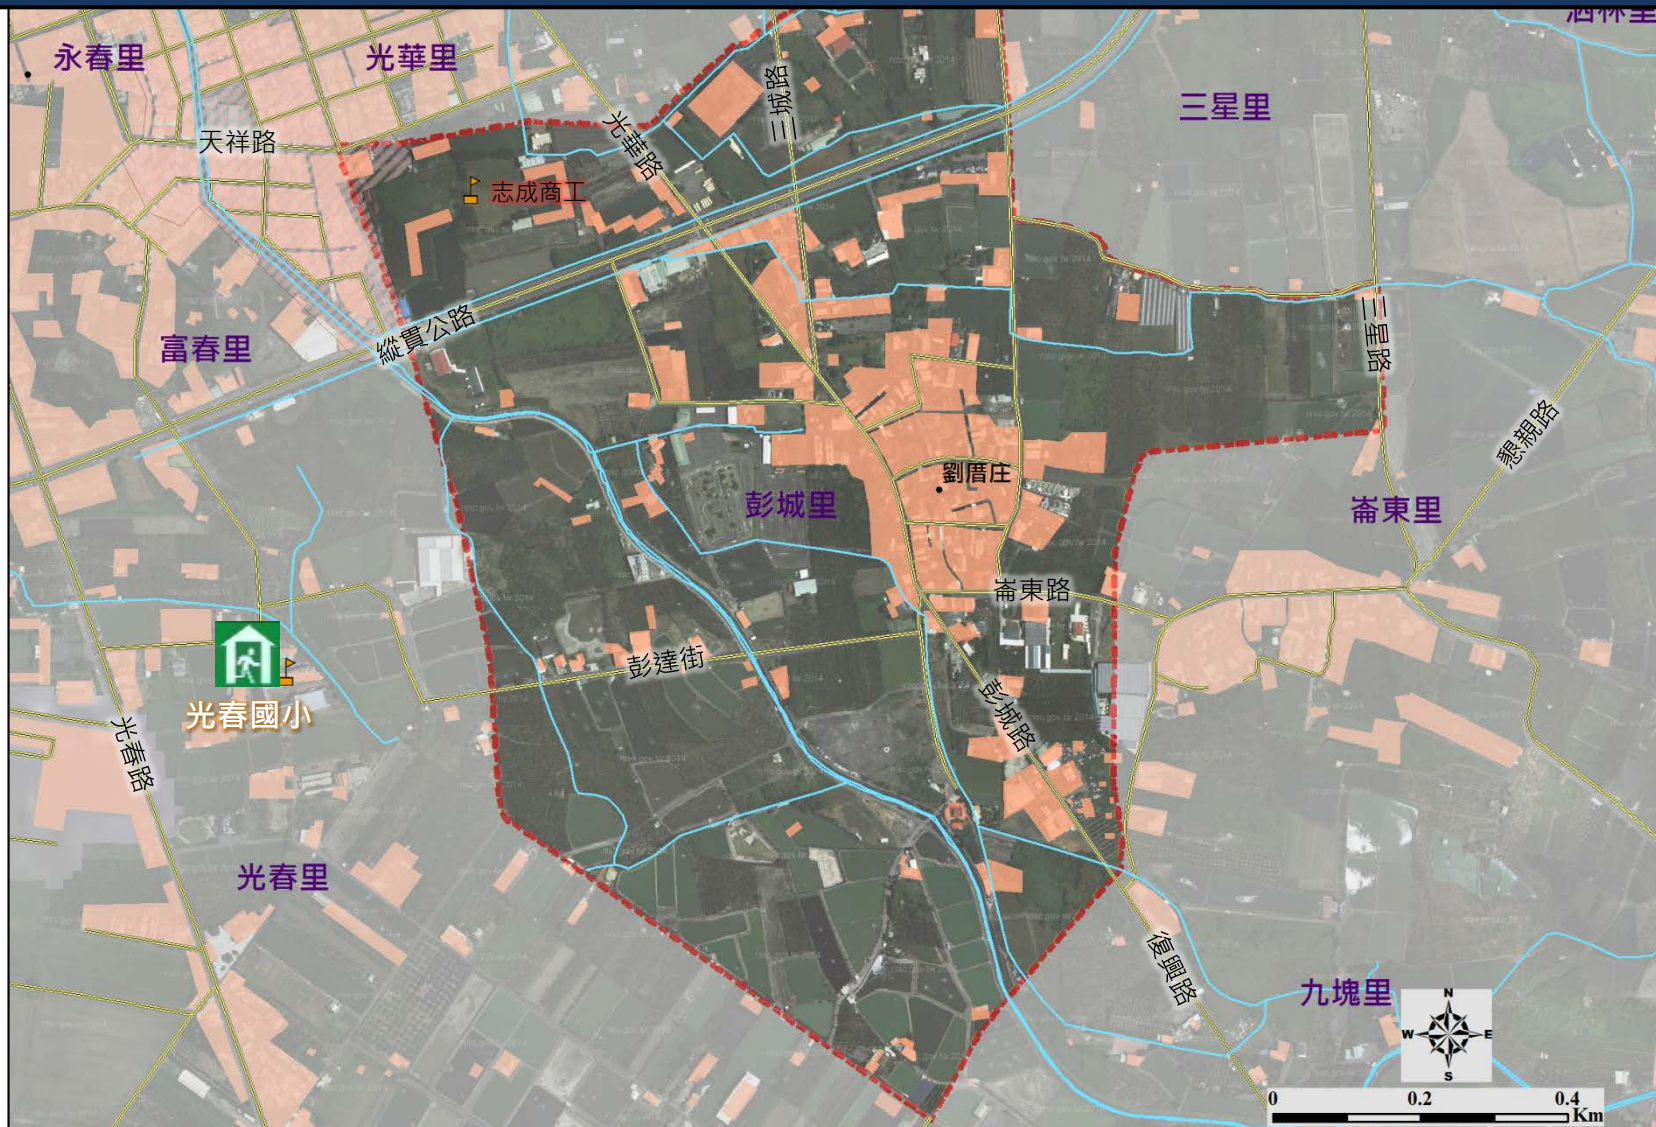 永春里
光華里
三星里
天祥路
光華路
三城路
志成商工
富春里
縱貫公路
三星路
懇親路
劉厝庄
彭城里
崙東里
崙東路
彭達街
彭城路
光春國小
光春路
光春里
復興路
九塊里
N
W
E
S
0
0.2
0.4
Km